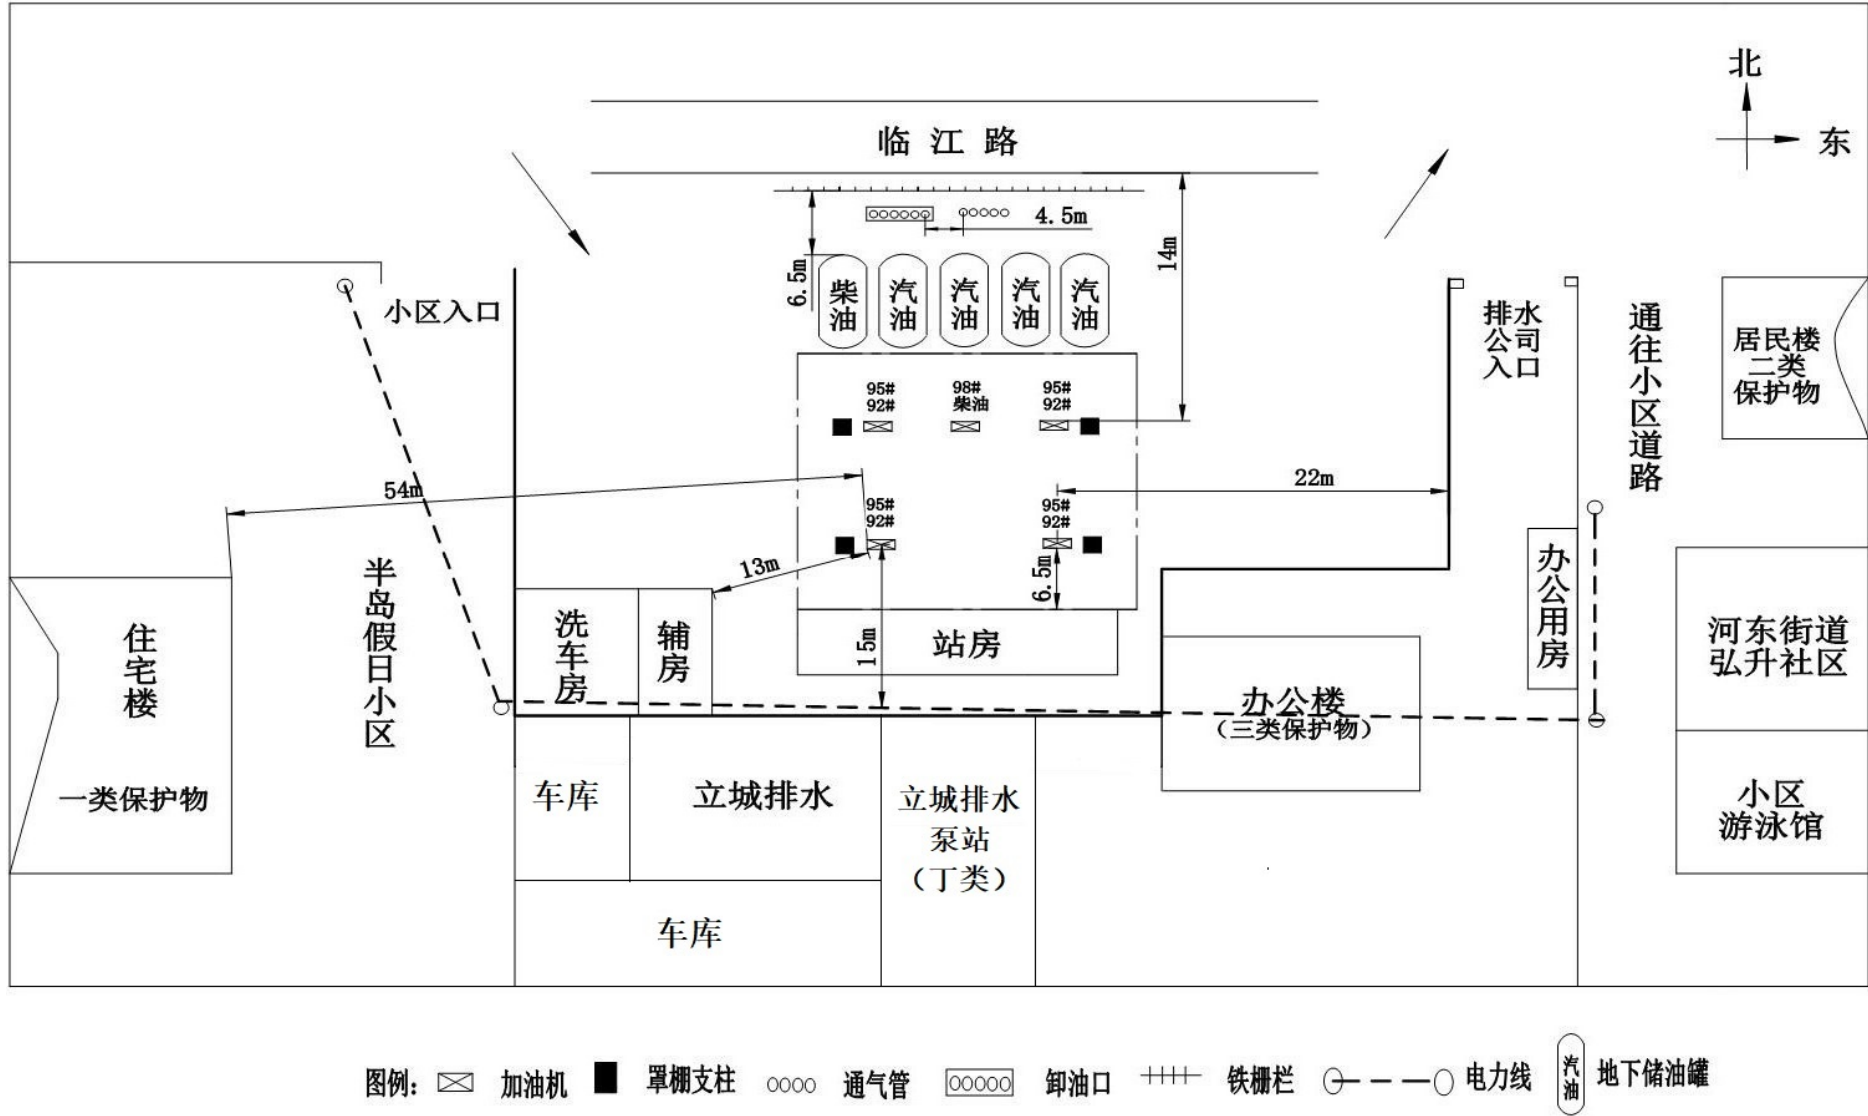 北
东
临江路
4.5m
14m
6.5m
柴油
汽油
汽油
汽油
汽油
小区入口
排水
公司
入口
通往小区道路
居民楼
二类
保护物
95#
92#
98#
柴油
95#
92#
54m
22m
95#
92#
95#
92#
13m
6.5m
15m
半岛假日小区
住宅楼
一类保护物
洗车房
辅房
站房
办公用房
办公楼
（三类保护物）
河东街道
弘升社区
小区
游泳馆
车库
立城排水
立城排水
泵站
（丁类）
车库
图例：
加油机
罩棚支柱
通气管
卸油口
铁栅栏
电力线
汽油
地下储油罐